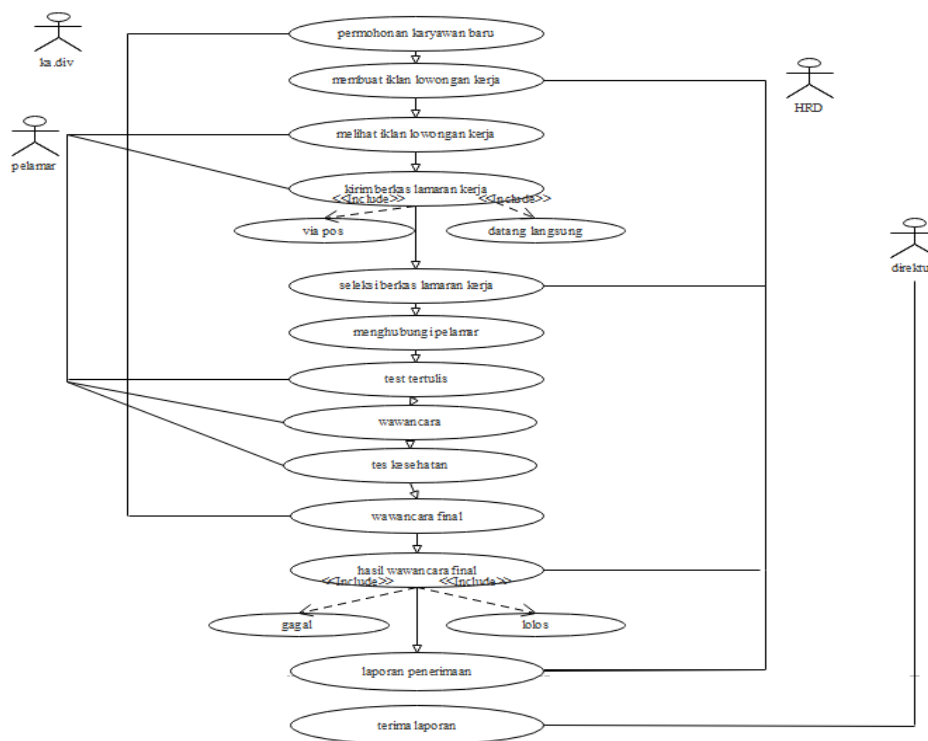 permohonan karyawan baru
ka.div
membuat iklan lowongan kerja
HRD
melihat iklan lowongan kerja
pelamar
kirim berkas lamaran kerja
<<Include>>
<<Include>>
via pos
datang langsung
direktu
seleksi berkas lamaran kerja
menghubungi pelamar
test tertulis
wawancara
tes kesehatan
wawancara final
hasil wawancara final
<<Include>>
<<Include>>
gagal
lolos
laporan penerimaan
terima laporan